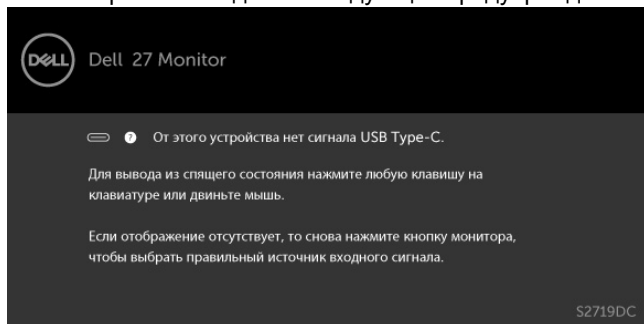 DELL
Dell 27 Monitor
? От этого устройства нет сигнала USB Type-C.
Для вывода из спящего состояния нажмите любую клавишу на
клавиатуре или двиньте мышь.
Если отображение отсутствует, то снова нажмите кнопку монитора,
чтобы выбрать правильный источник входного сигнала.
S2719DC